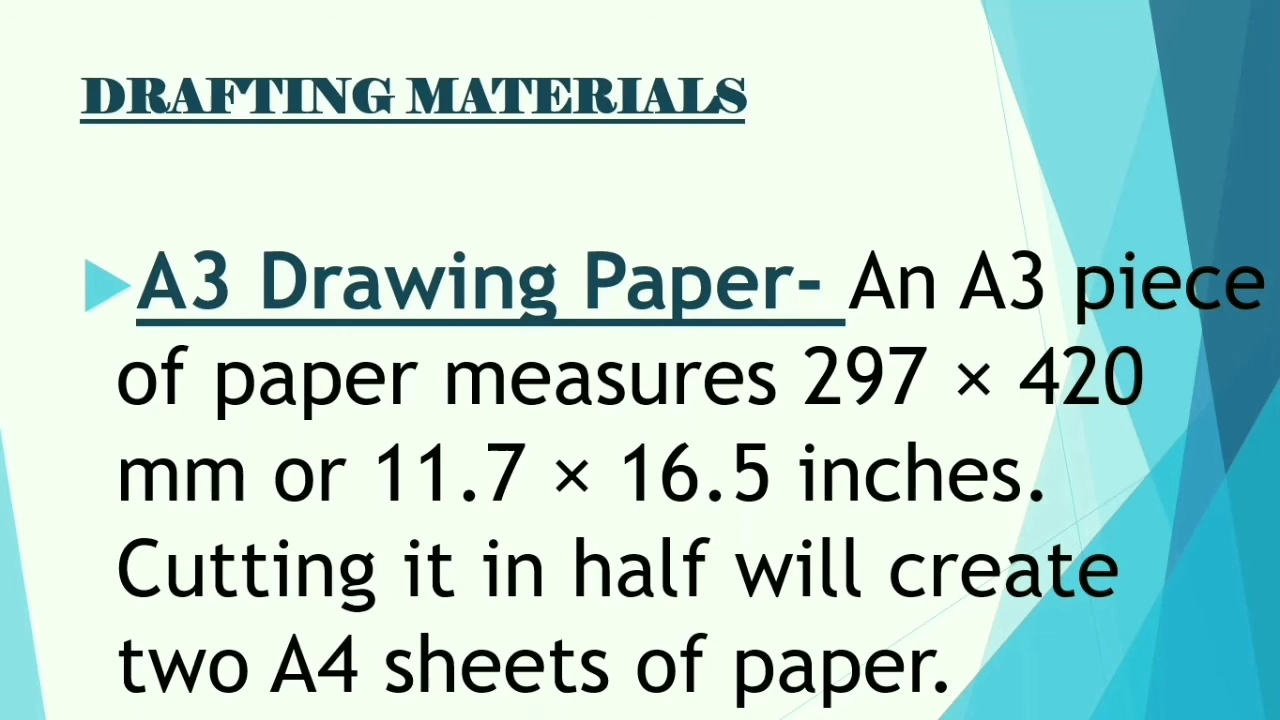 DRAFTING MATERIALS
A3 Drawing Paper- An A3 piece
of paper measures 297 × 420
mm or 11.7 × 16.5 inches.
Cutting it in half will create
two A4 sheets of paper.